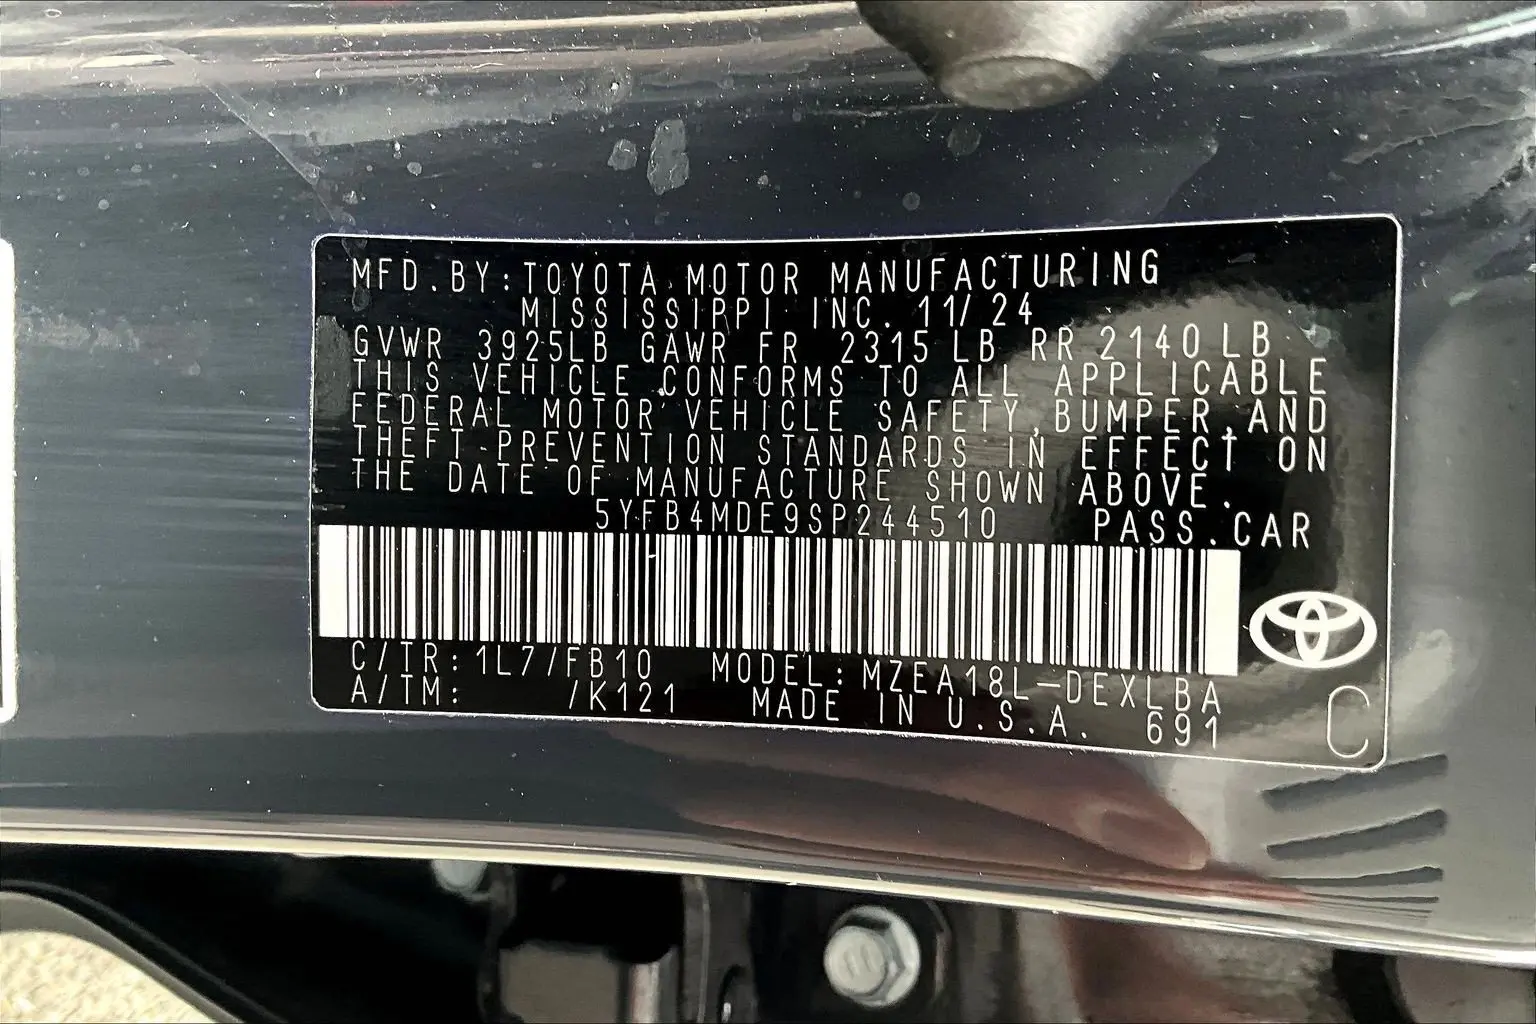 MFD.BY:TOYOTA MOTOR MANUFACTURING
MISSISSIPPI INC. 11/24
GVWR 3925LB GAWR FR 2315 LB RR 2140 LB
THIS VEHICLE CONFORMS TO ALL APPLICABLE
FEDERAL MOTOR VEHICLE SAFETY,BUMPER,AND
THEFT PREVENTION STANDARDS IN EFFECT ON
THE DATE OF MANUFACTURE SHOWN ABOVE.
5YFB4MDE9SP244510 PASS.CAR
C/TR:1L7/FB10 MODEL:MZEA18L-DEXLBA
A/TM: /K121 MADE IN U.S.A. 691
C